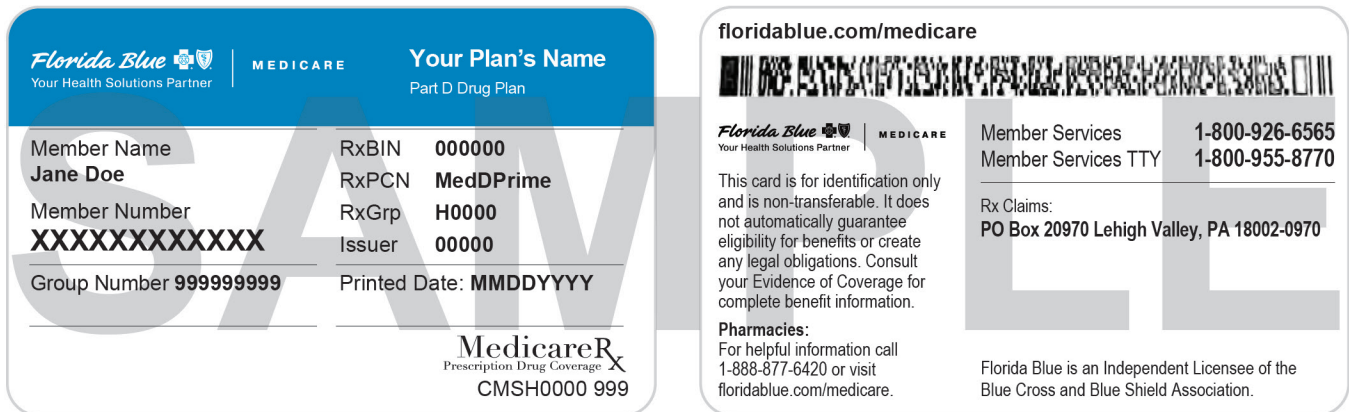 Florida Blue
Your Health Solutions Partner
MEDICARE
Your Plan's Name
Part D Drug Plan
Member Name
Jane Doe
Member Number
XXXXXXXXXXXX
Group Number 999999999
RxBIN 000000
RxPCN MedDPrime
RxGrp H0000
Issuer 00000
Printed Date: MMDDYYYY
MedicareRx
Prescription Drug Coverage
CMSH0000 999
floridablue.com/medicare
Florida Blue
Your Health Solutions Partner
MEDICARE
This card is for identification only
and is non-transferable. It does
not automatically guarantee
eligibility for benefits or create
any legal obligations. Consult
your Evidence of Coverage for
complete benefit information.
Pharmacies:
For helpful information call
1-888-877-6420 or visit
floridablue.com/medicare.
Member Services 1-800-926-6565
Member Services TTY 1-800-955-8770
Rx Claims:
PO Box 20970 Lehigh Valley, PA 18002-0970
Florida Blue is an Independent Licensee of the
Blue Cross and Blue Shield Association.
SAMPLE